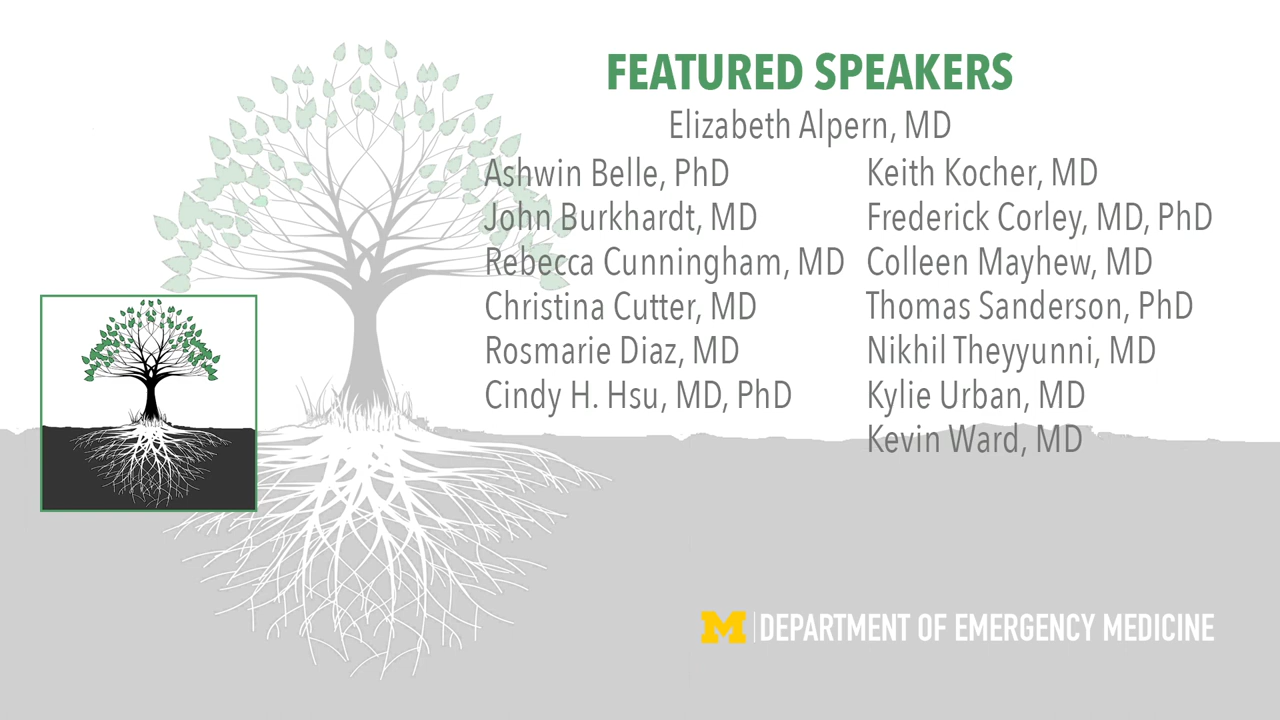 FEATURED SPEAKERS
Elizabeth Alpern, MD
Ashwin Belle, PhD
John Burkhardt, MD
Rebecca Cunningham, MD
Christina Cutter, MD
Rosmarie Diaz, MD
Cindy H. Hsu, MD, PhD
Keith Kocher, MD
Frederick Corley, MD, PhD
Colleen Mayhew, MD
Thomas Sanderson, PhD
Nikhil Theyyunni, MD
Kylie Urban, MD
Kevin Ward, MD
M DEPARTMENT OF EMERGENCY MEDICINE